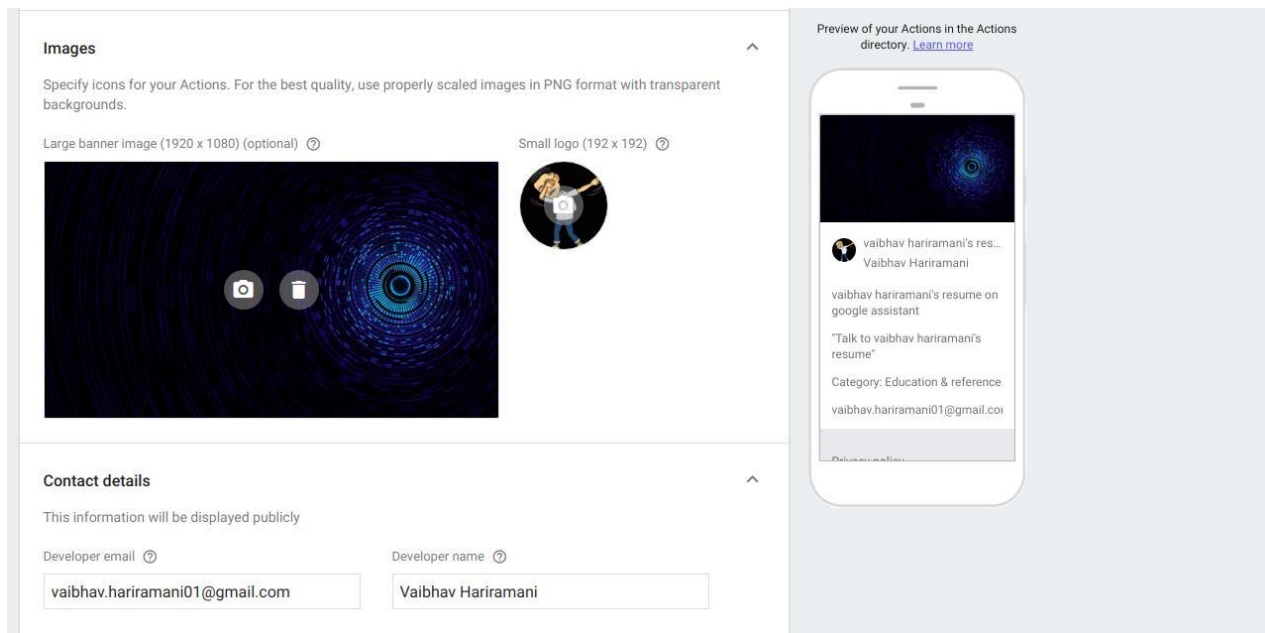 Images
Specify icons for your Actions. For the best quality, use properly scaled images in PNG format with transparent
backgrounds.
Large banner image (1920 x 1080) (optional)
Small logo (192 x 192)
Contact details
This information will be displayed publicly
Developer email
Developer name
vaibhav.hariramani01@gmail.com
Vaibhav Hariramani
Preview of your Actions in the Actions
directory. Learn more
vaibhav hariramani's res...
Vaibhav Hariramani
vaibhav hariramani's resume on
google assistant
"Talk to vaibhav hariramani's
resume"
Category: Education & reference
vaibhav.hariramani01@gmail.co
Privacy policy